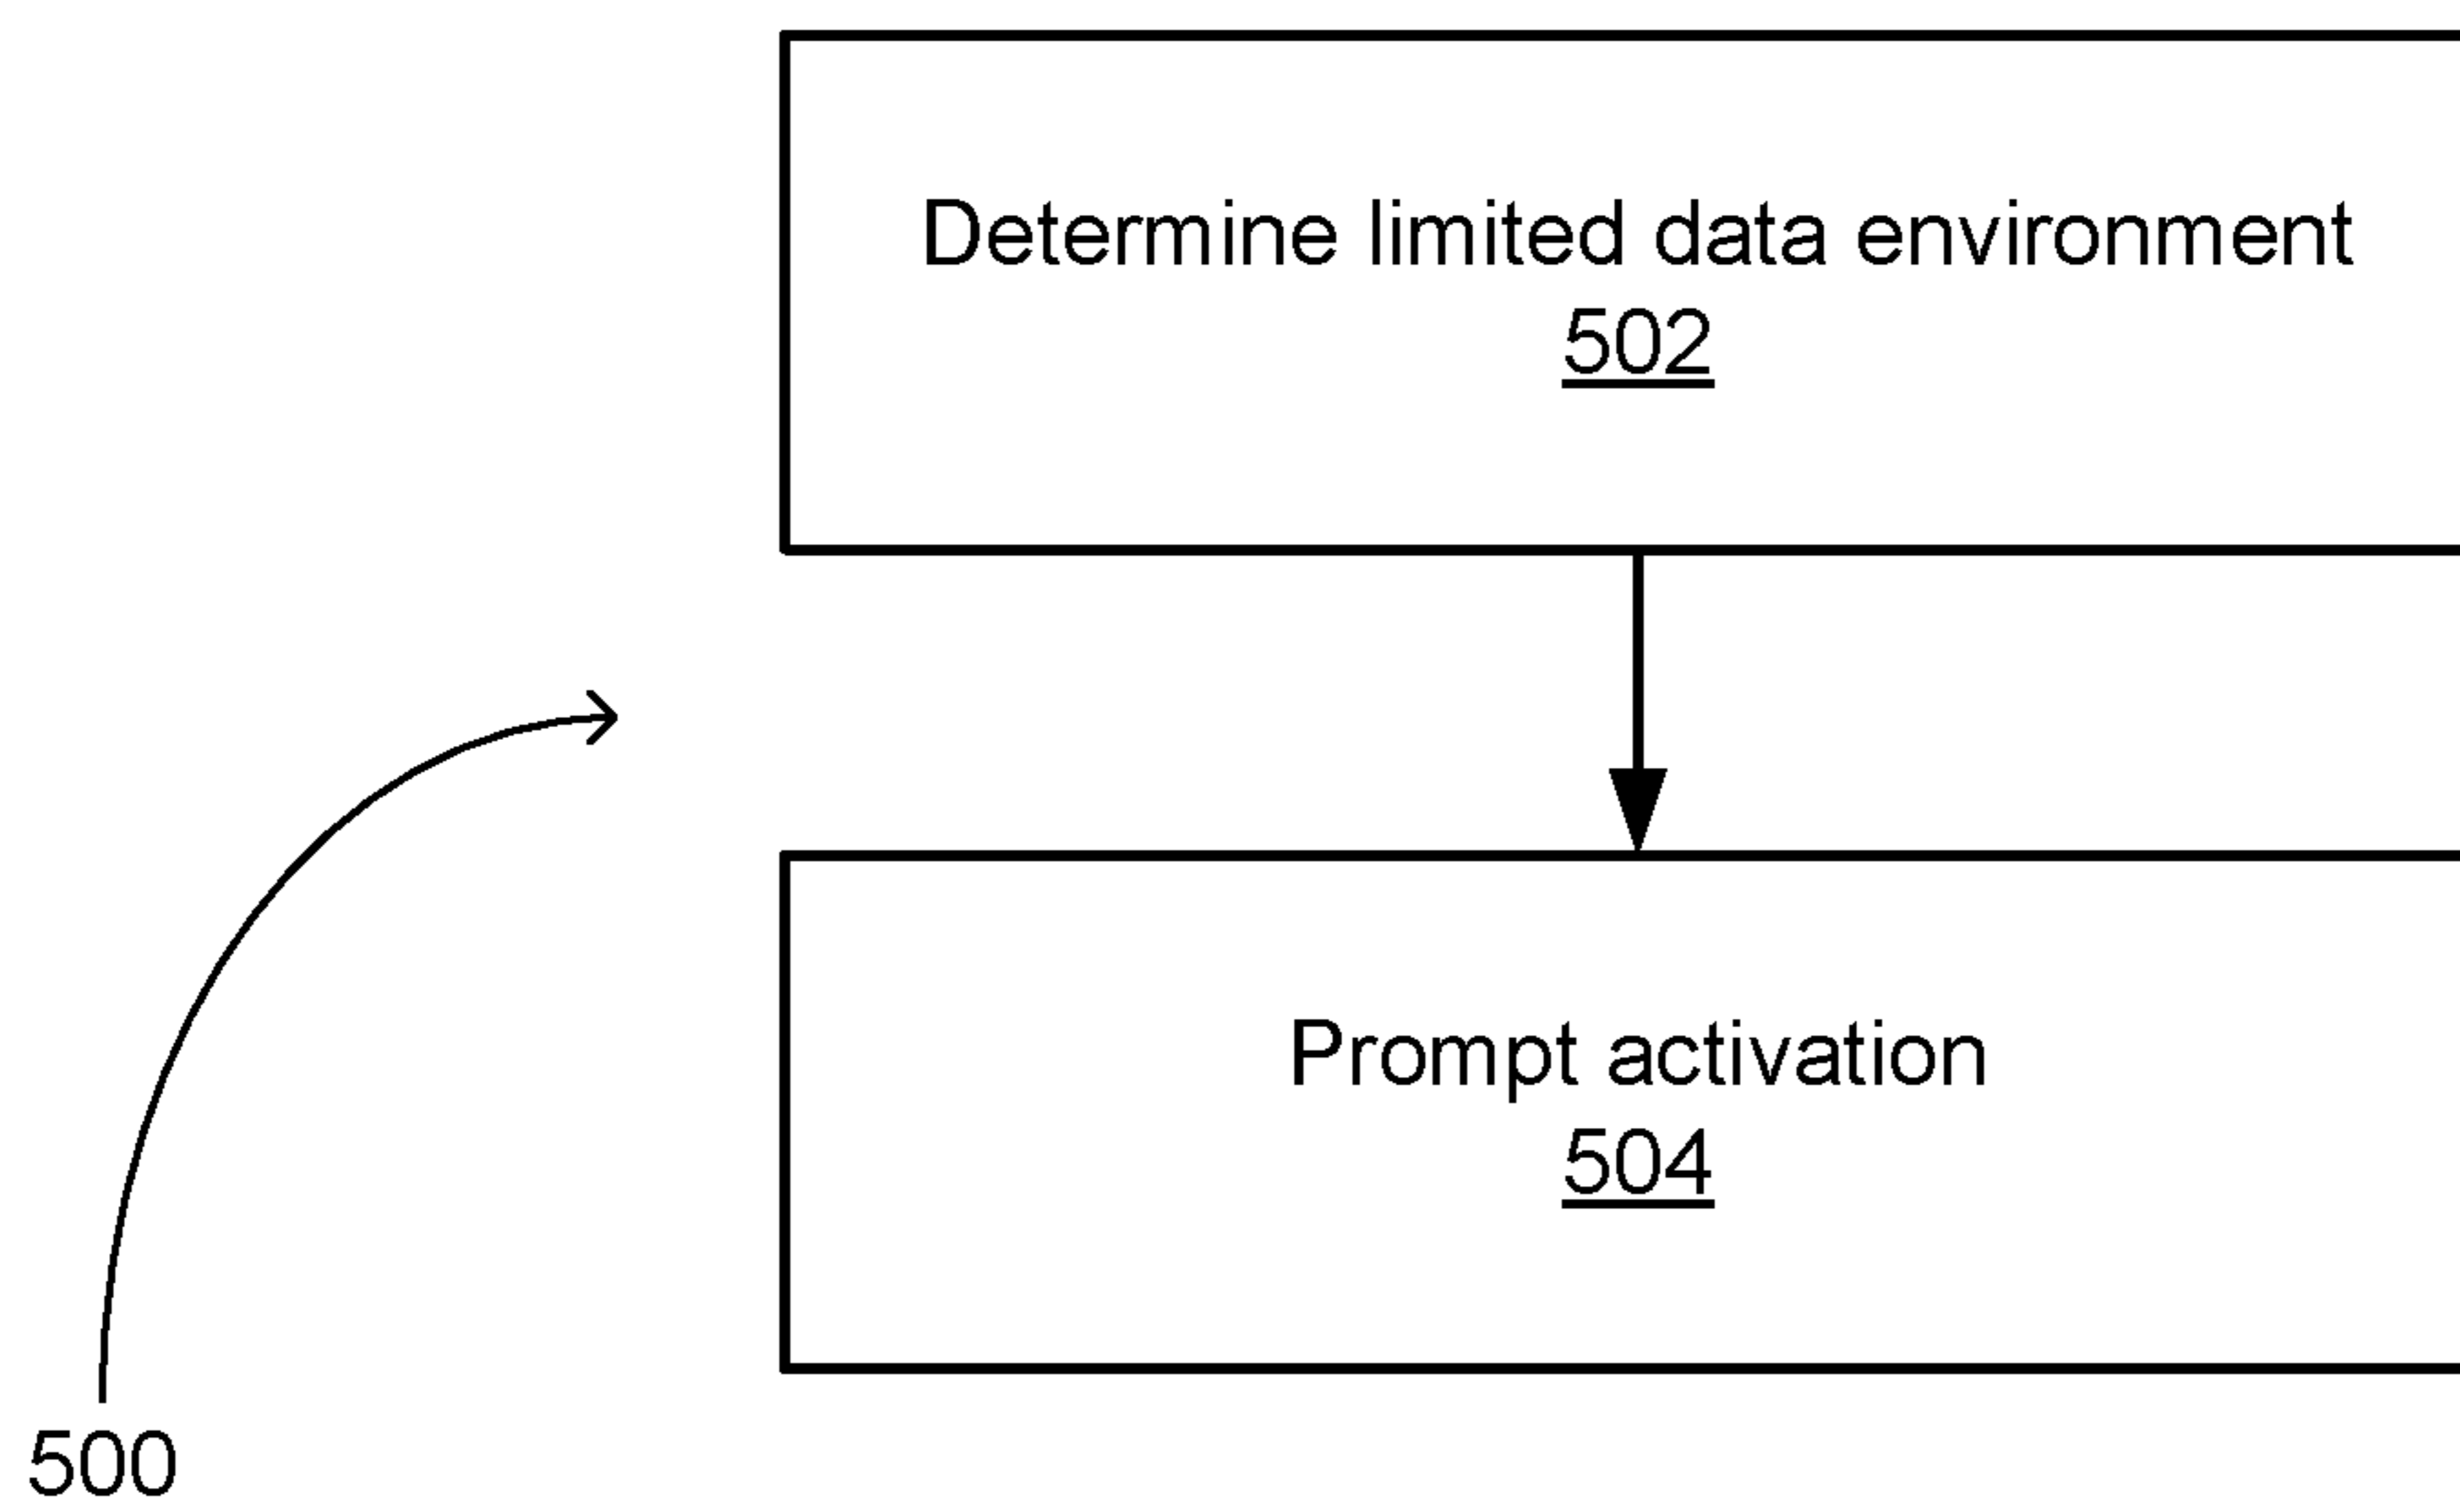 Determine limited data environment
502
Prompt activation
504
500